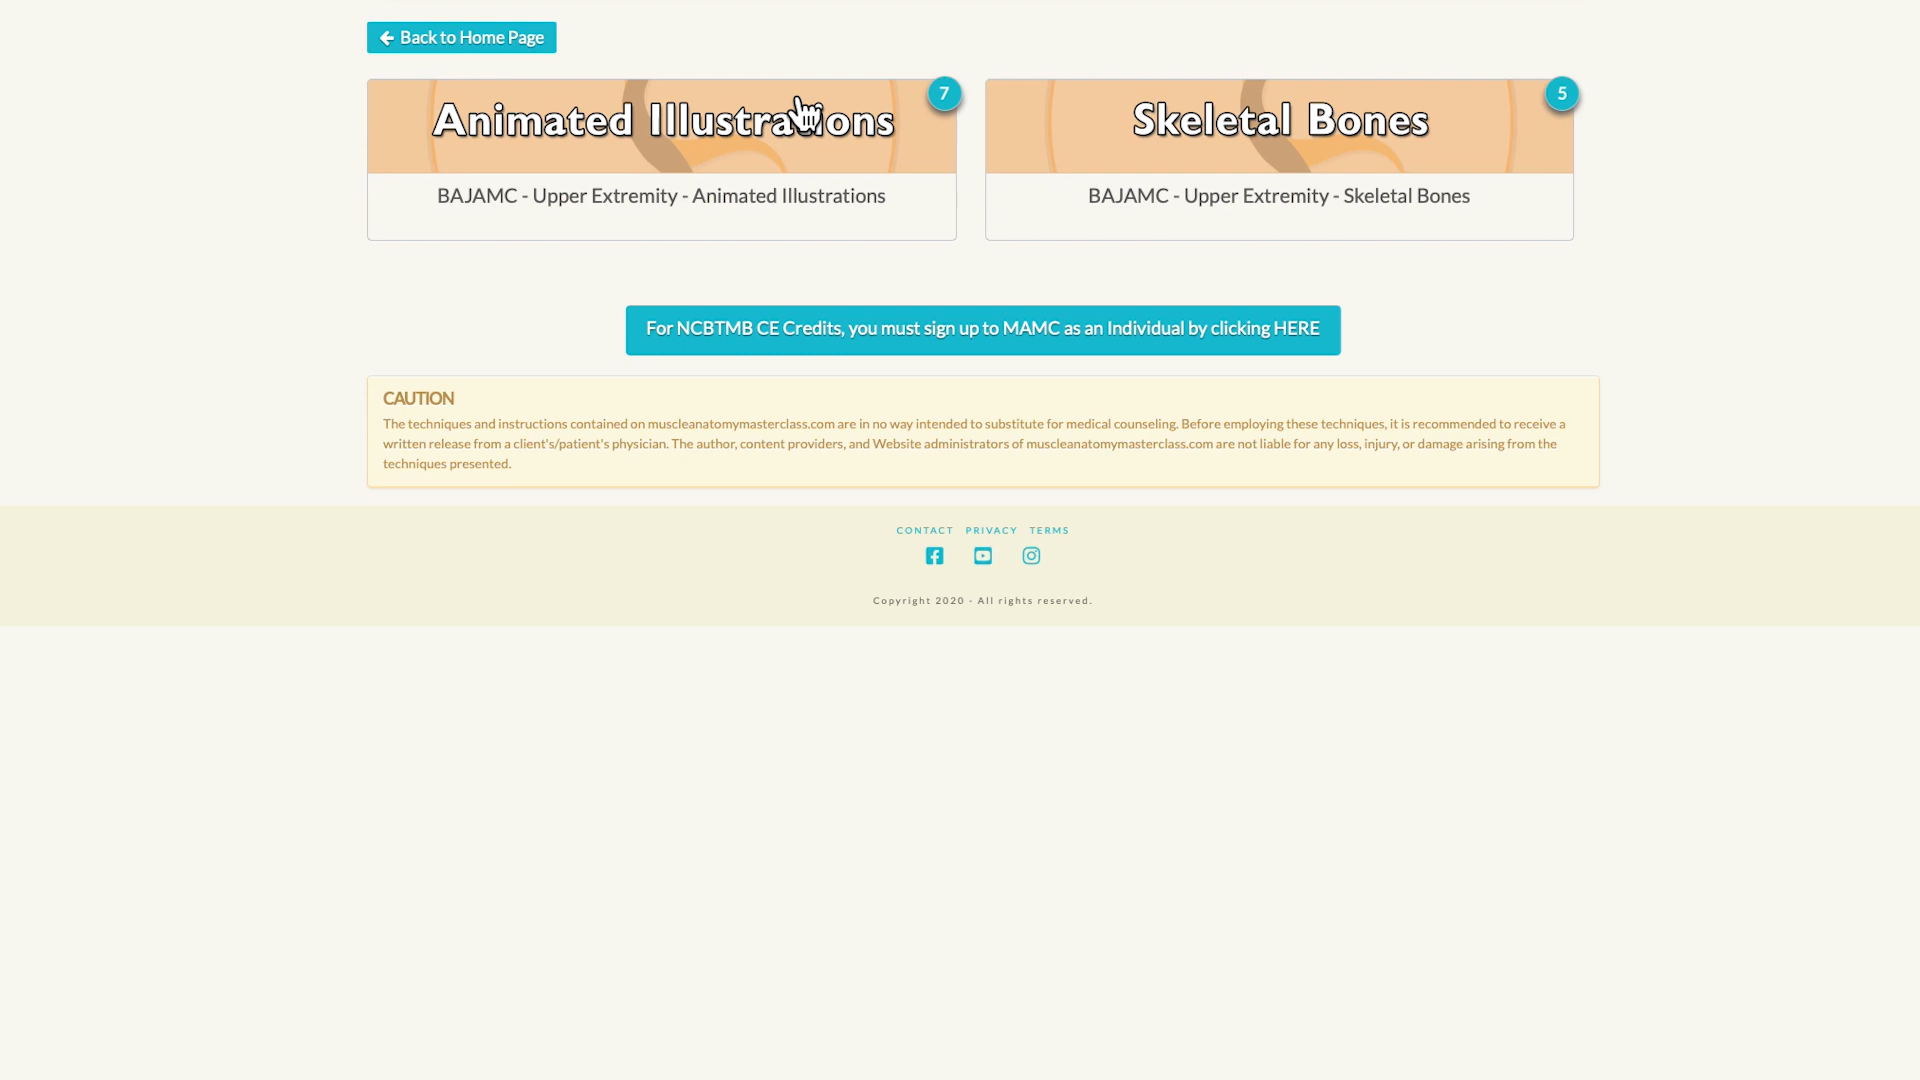 Back to Home Page
Animated Illustrations
7
BAJAMC - Upper Extremity - Animated Illustrations
Skeletal Bones
5
BAJAMC - Upper Extremity - Skeletal Bones
For NCBTMB CE Credits, you must sign up to MAMC as an Individual by clicking HERE
CAUTION
The techniques and instructions contained on muscleanatomymasterclass.com are in no way intended to substitute for medical counseling. Before employing these techniques, it is recommended to receive a
written release from a client's/patient's physician. The author, content providers, and Website administrators of muscleanatomymasterclass.com are not liable for any loss, injury, or damage arising from the
techniques presented.
CONTACT PRIVACY TERMS
Copyright 2020 - All rights reserved.